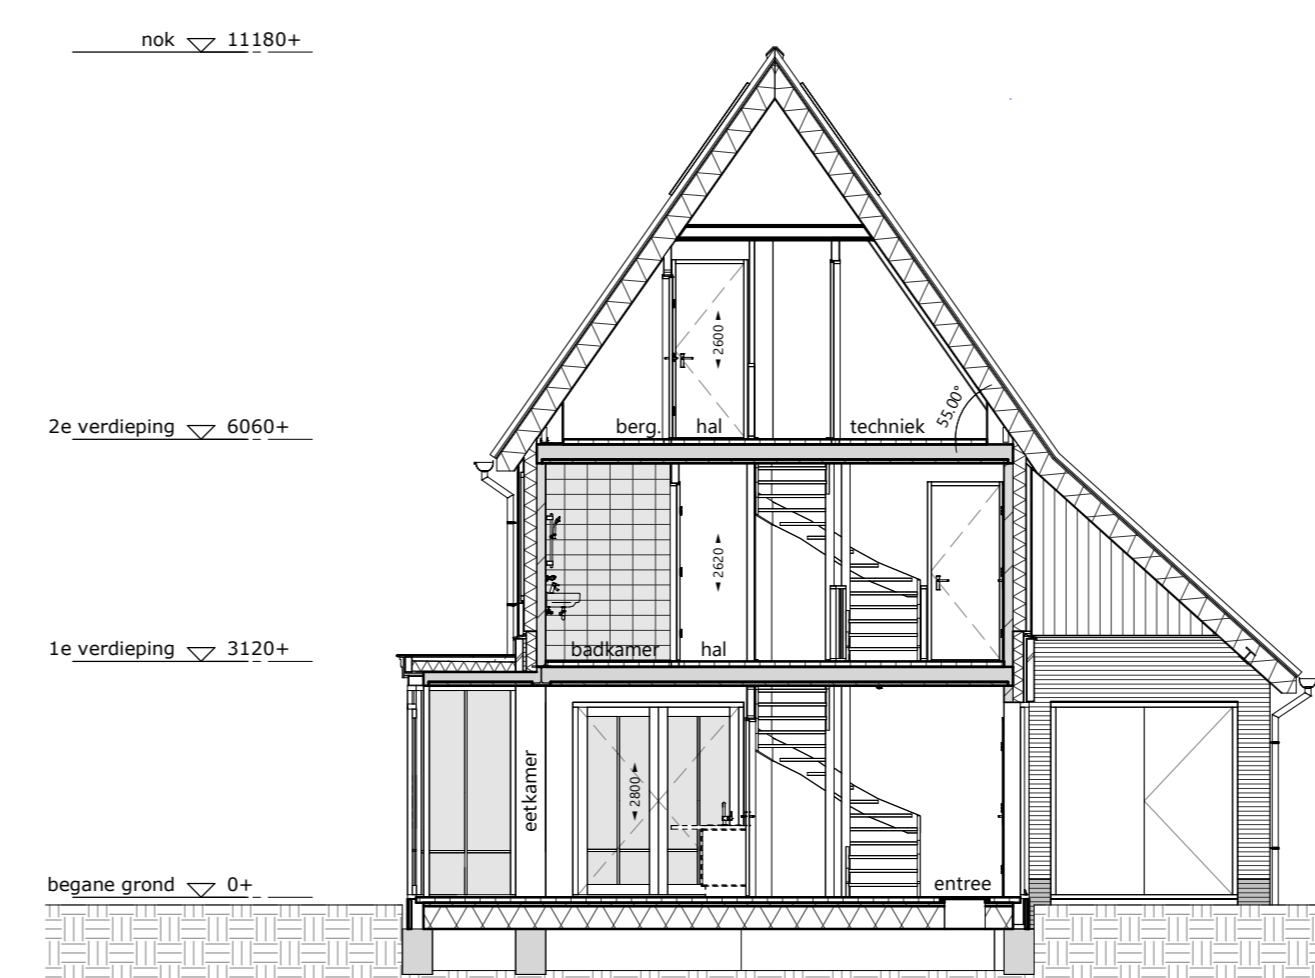 nok 11180+
2600
55.00°
2e verdieping 6060+
berg. hal techniek
2620
1e verdieping 3120+
badkamer hal
eetkamer
2800
begane grond 0+
entree